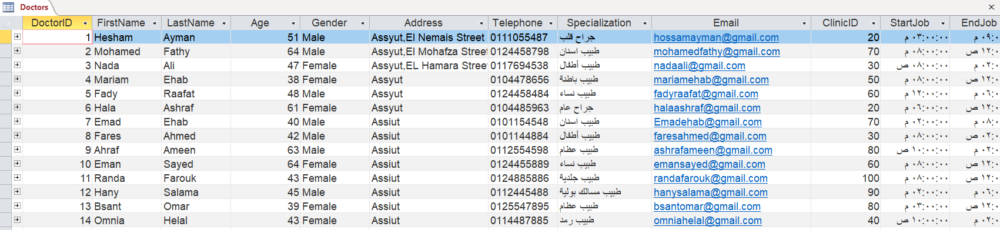 Doctors
DoctorID FirstName LastName Age Gender Address Telephone Specialization Email ClinicID StartJob EndJob
1 Hesham Ayman 51 Male Assyut,El Nemais Street 0111055487 جراح قلب hossamayman@gmail.com 20 ٠٣:٠٠:٠٠ م ٠٩:٠ م
2 Mohamed Fathy 64 Male Assyut,El Mohafza Street 0124458798 طبيب اسنان mohamedfathy@gmail.com 70 ٠٨:٠٠:٠٠ م ١٢:٠ ص
3 Nada Ali 47 Female Assyut,EL Hamara Stree 0117694538 طبيب أطفال nadaali@gmail.com 30 ٠٨:٠٠:٠٠ ص ٠٢:٠ م
4 Mariam Ehab 38 Female Assyut 0104478656 طبيب باطنة mariamehab@gmail.com 50 ٠٨:٠٠:٠٠ م ١٢:٠ ص
5 Fady Raafat 48 Male Assyut 0124458484 طبيب نساء fadyraafat@gmail.com 60 ١٢:٠٠:٠٠ م ٠٦:٠ م
6 Hala Ashraf 61 Female Assyut 0104485963 جراح عام halaashraf@gmail.com 20 ٠٦:٠٠:٠٠ م ١٢:٠ ص
7 Emad Ehab 40 Male Assiut 0101154548 طبيب اسنان Emadehab@gmail.com 70 ٠٢:٠٠:٠٠ م ٠٨:٠ م
8 Fares Ahmed 42 Male Assiut 0101144884 طبيب أطفال faresahmed@gmail.com 30 ٠٨:٠٠:٠٠ م ٠٢:٠ ص
9 Ahraf Ameen 63 Male Assiut 0112554598 طبيب عظام ashrafameen@gmail.com 80 ١٠:٠٠:٠٠ ص ٠٢:٠ م
10 Eman Sayed 64 Female Assiut 0124455889 طبيب نساء emansayed@gmail.com 60 ٠٨:٠٠:٠٠ م ١٢:٠ ص
11 Randa Farouk 43 Female Assiut 0124885886 طبيب جلدية randafarouk@gmail.com 100 ٠٨:٠٠:٠٠ م ١٢:٠ ص
12 Hany Salama 45 Male Assiut 0112445488 طبيب مسالك بولية hanysalama@gmail.com 90 ٠٢:٠٠:٠٠ م ٠٦:٠ م
13 Bsant Omar 39 Female Assiut 0125547895 طبيب عظام bsantomar@gmail.com 80 ٠٣:٠٠:٠٠ م ١٢:٠ ص
14 Omnia Helal 43 Female Assiut 0114487885 طبيب رمد omniahelal@gmail.com 40 ١٠:٠٠:٠٠ ص ٠٢:٠ م